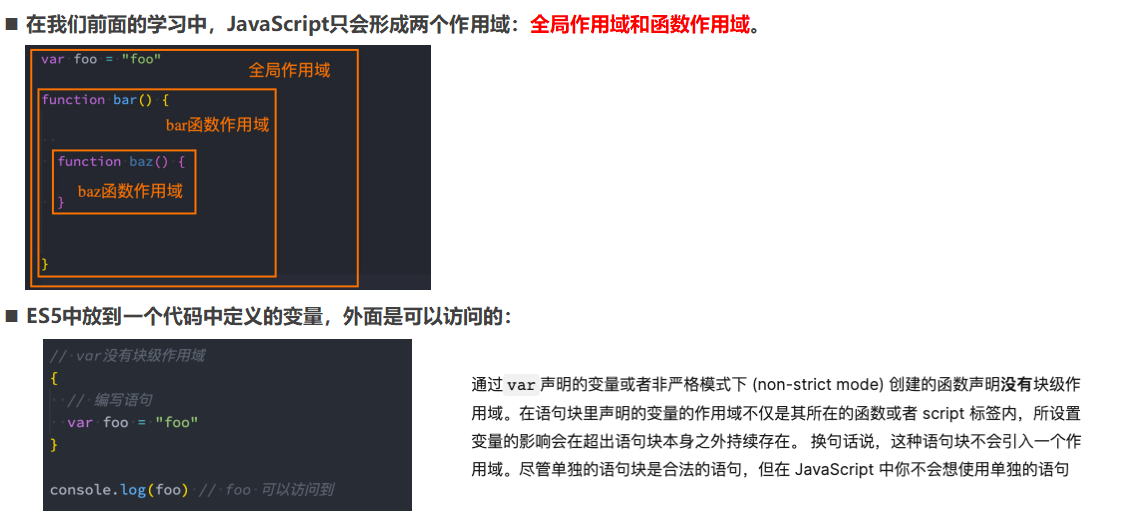 ■ 在我们前面的学习中，JavaScript只会形成两个作用域：全局作用域和函数作用域。
var foo = "foo"
全局作用域
function bar() {
bar函数作用域
function baz() {
baz函数作用域
}
}
■ ES5中放到一个代码中定义的变量，外面是可以访问的：
// var没有块级作用域
{
// 编写语句
var foo = "foo"
}
console.log(foo) // foo 可以访问到
通过 var 声明的变量或者非严格模式下 (non-strict mode) 创建的函数声明没有块级作
用域。在语句块里声明的变量的作用域不仅是其所在的函数或者 script 标签内，所设置
变量的影响会在超出语句块本身之外持续存在。 换句话说，这种语句块不会引入一个作
用域。尽管单独的语句块是合法的语句，但在 JavaScript 中你不会想使用单独的语句